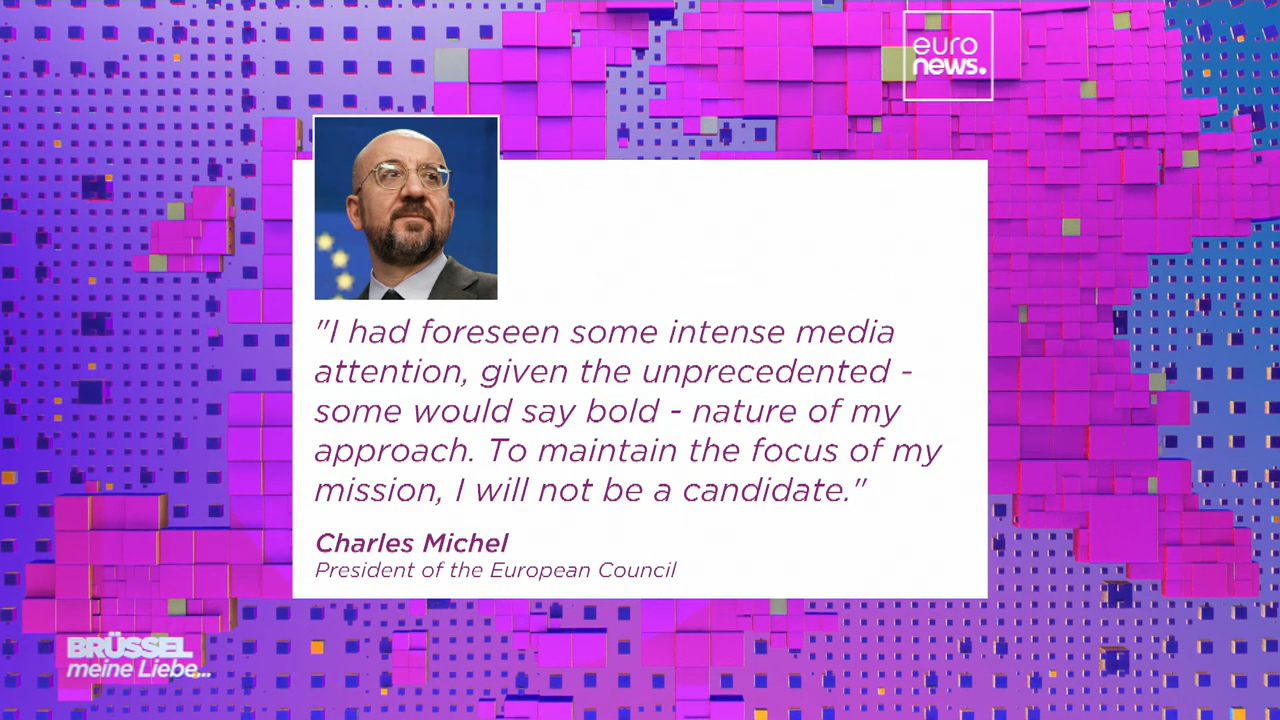 euro
news.
"I had foreseen some intense media
attention, given the unprecedented -
some would say bold - nature of my
approach. To maintain the focus of my
mission, I will not be a candidate."
Charles Michel
President of the European Council
BRÜSSEL
meine Liebe...